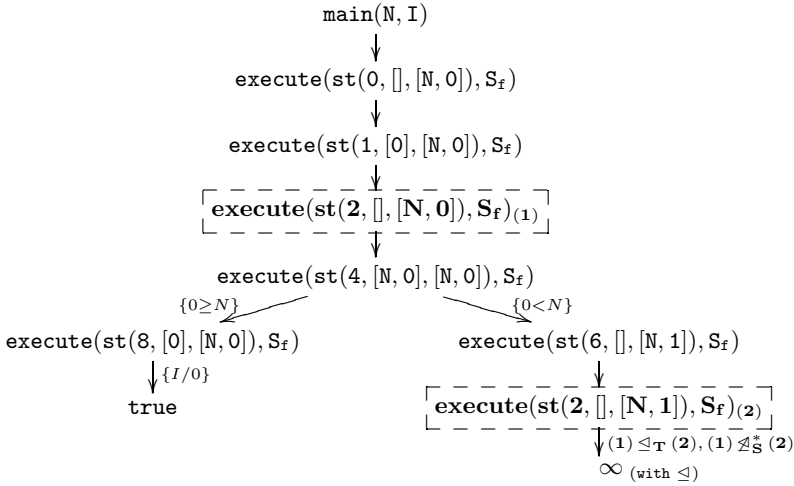 main(N, I)
execute(st(0, [], [N, 0]), S_f)
execute(st(1, [0], [N, 0]), S_f)
execute(st(2, [], [N, 0]), S_f)_(1)
execute(st(4, [N, 0], [N, 0]), S_f)
{0≥N} {0<N}
execute(st(8, [0], [N, 0]), S_f) execute(st(6, [], [N, 1]), S_f)
{I/0}
true execute(st(2, [], [N, 1]), S_f)_(2)
(1) ⊴_T (2), (1) ⋬*_S (2)
∞ (with ⊴)